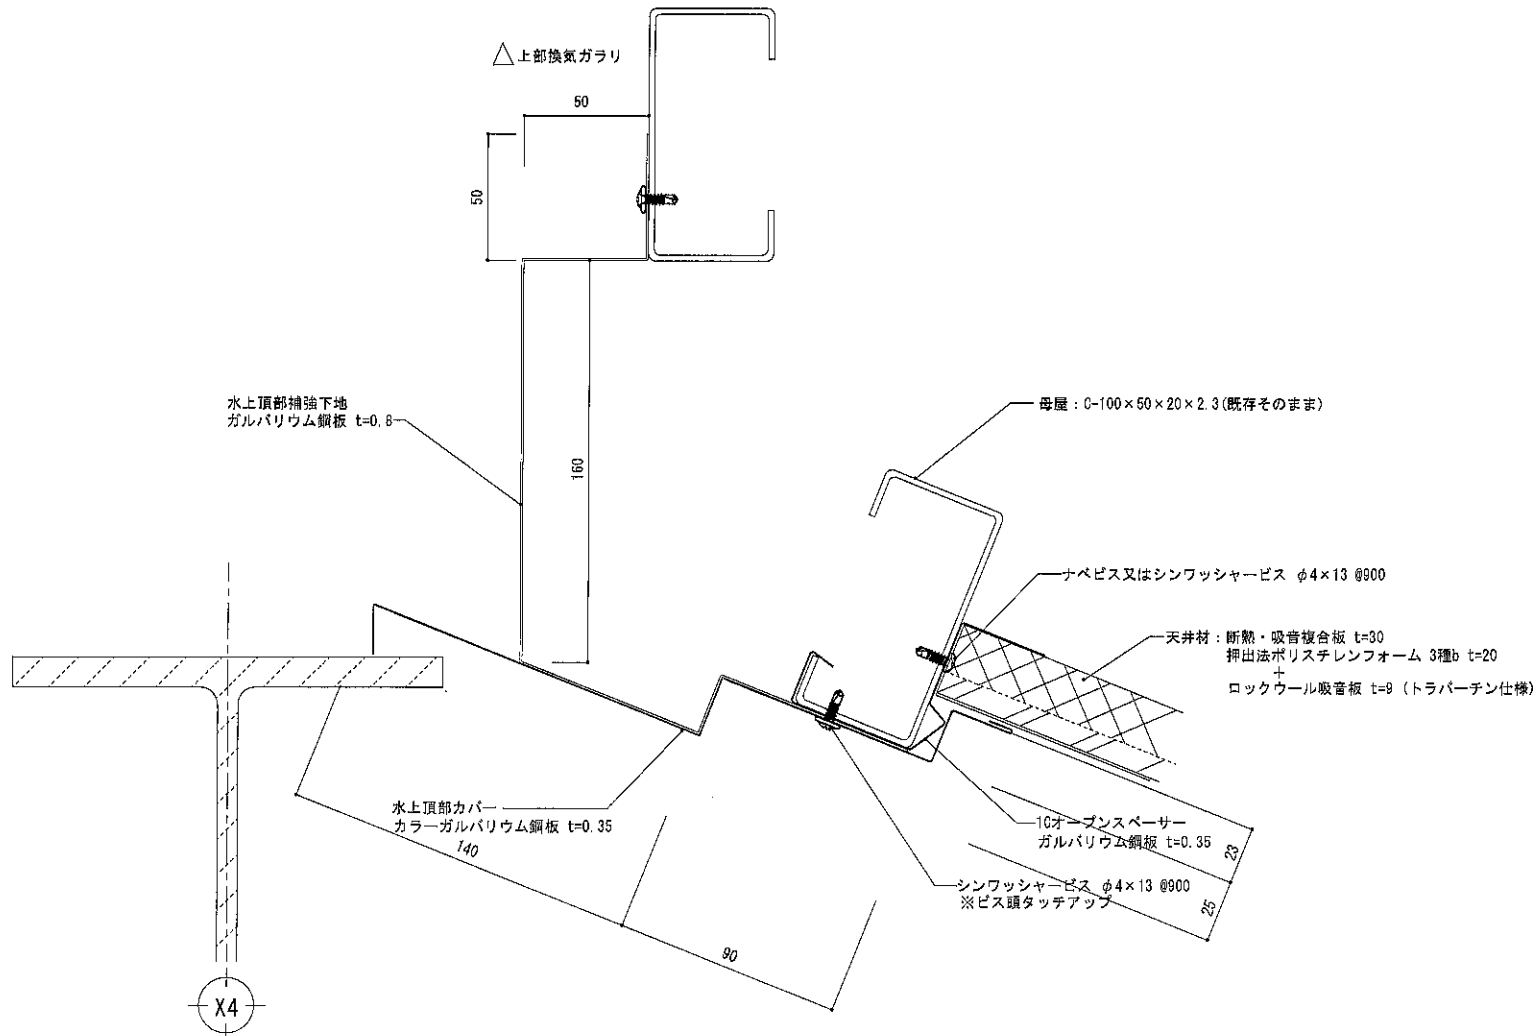 △上部換気ガラリ
50
50
水上頂部補強下地
ガルバリウム鋼板 t=0.8
160
母屋：C-100×50×20×2.3(既存そのまま)
ナベビス又はシンワッシャービス φ4×13 @900
天井材：断熱・吸音複合板 t=30
押出法ポリスチレンフォーム 3種b t=20
+
ロックウール吸音板 t=9 (トラバーチン仕様)
水上頂部カバー
カラーガルバリウム鋼板 t=0.35
10オープンスペーサー
ガルバリウム鋼板 t=0.35
シンワッシャービス φ4×13 @900
※ビス頭タッチアップ
140
90
23
25
X4